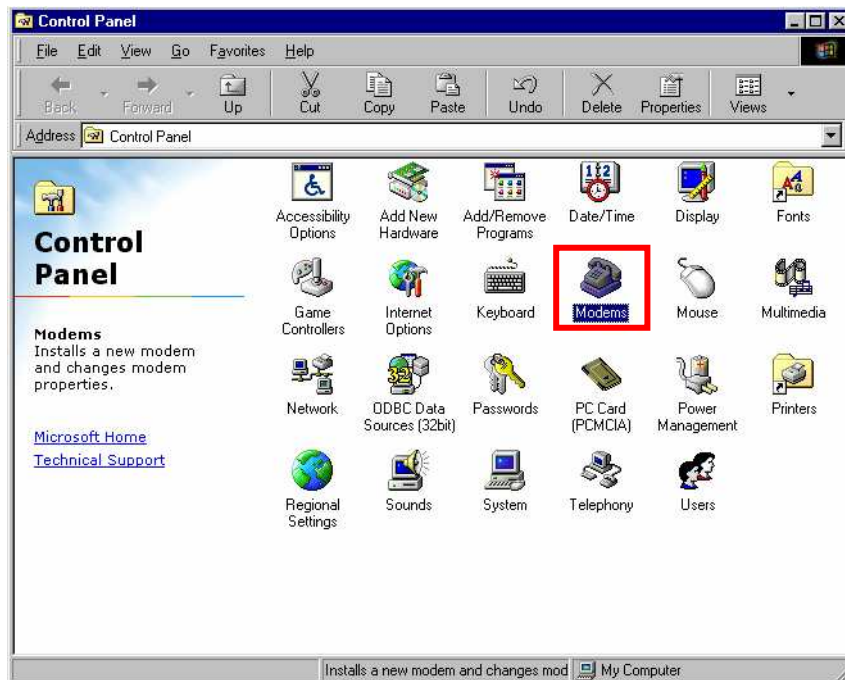 Control Panel
File Edit View Go Favorites Help
Back Forward Up Cut Copy Paste Undo Delete Properties Views
Address Control Panel
Control
Panel
Modems
Installs a new modem
and changes modem
properties.
Microsoft Home
Technical Support
Accessibility
Options
Add New
Hardware
Add/Remove
Programs
Date/Time
Display
Fonts
Game
Controllers
Internet
Options
Keyboard
Modems
Mouse
Multimedia
Network
ODBC Data
Sources (32bit)
Passwords
PC Card
(PCMCIA)
Power
Management
Printers
Regional
Settings
Sounds
System
Telephony
Users
Installs a new modem and changes mod My Computer